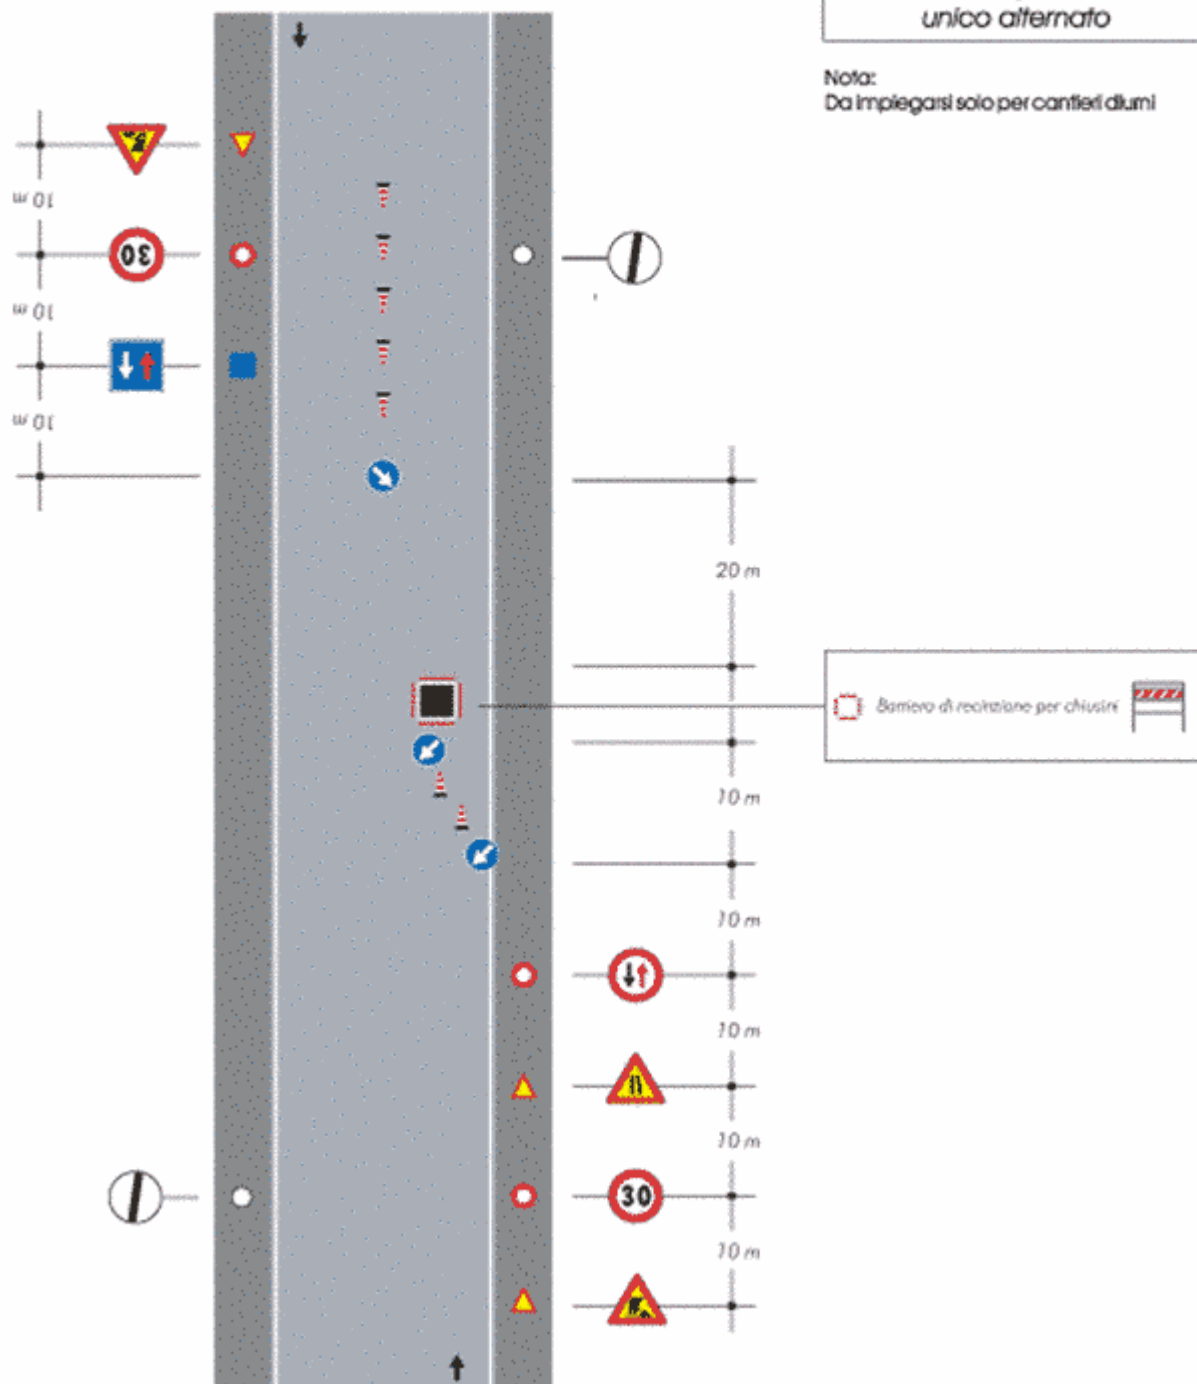 unico alternato
Nota:
Da impiegarsi solo per cantieri diurni
10 m
30
10 m
10 m
20 m
Barriera di recinzione per chiusini
10 m
10 m
10 m
10 m
30
10 m